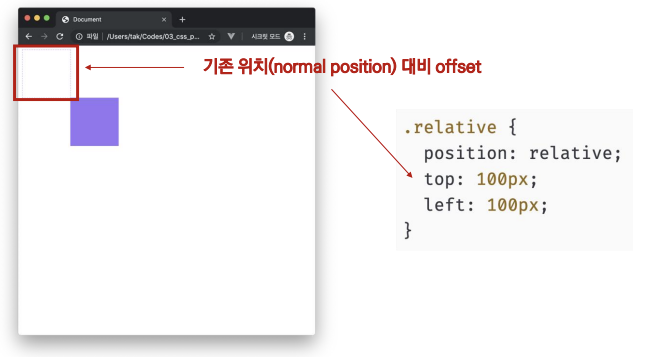 Document
파일 /Users/tak/Codes/03_css_p... 시크릿 모드
기존 위치(normal position) 대비 offset
.relative {
position: relative;
top: 100px;
left: 100px;
}